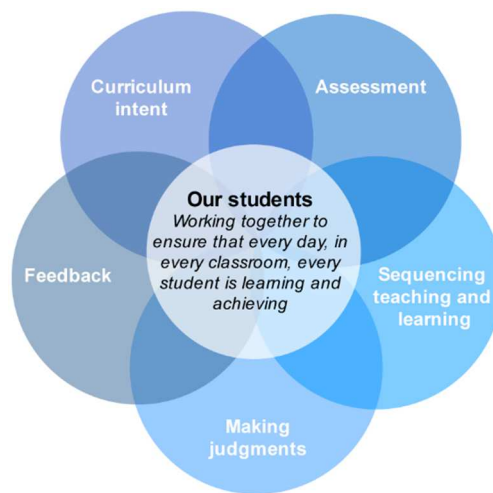 Curriculum
intent
Assessment
Our students
Working together to
ensure that every day, in
every classroom, every
student is learning and
achieving
Feedback
Sequencing
teaching and
learning
Making
judgments